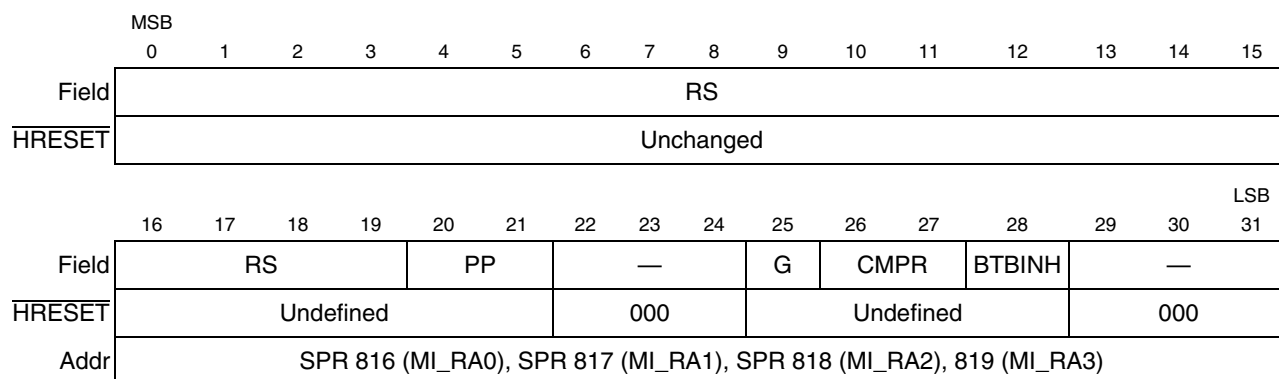 MSB
0 1 2 3 4 5 6 7 8 9 10 11 12 13 14 15
Field RS
HRESET Unchanged
LSB
16 17 18 19 20 21 22 23 24 25 26 27 28 29 30 31
Field RS PP — G CMPR BTBINH —
HRESET Undefined 000 Undefined 000
Addr SPR 816 (MI_RA0), SPR 817 (MI_RA1), SPR 818 (MI_RA2), 819 (MI_RA3)